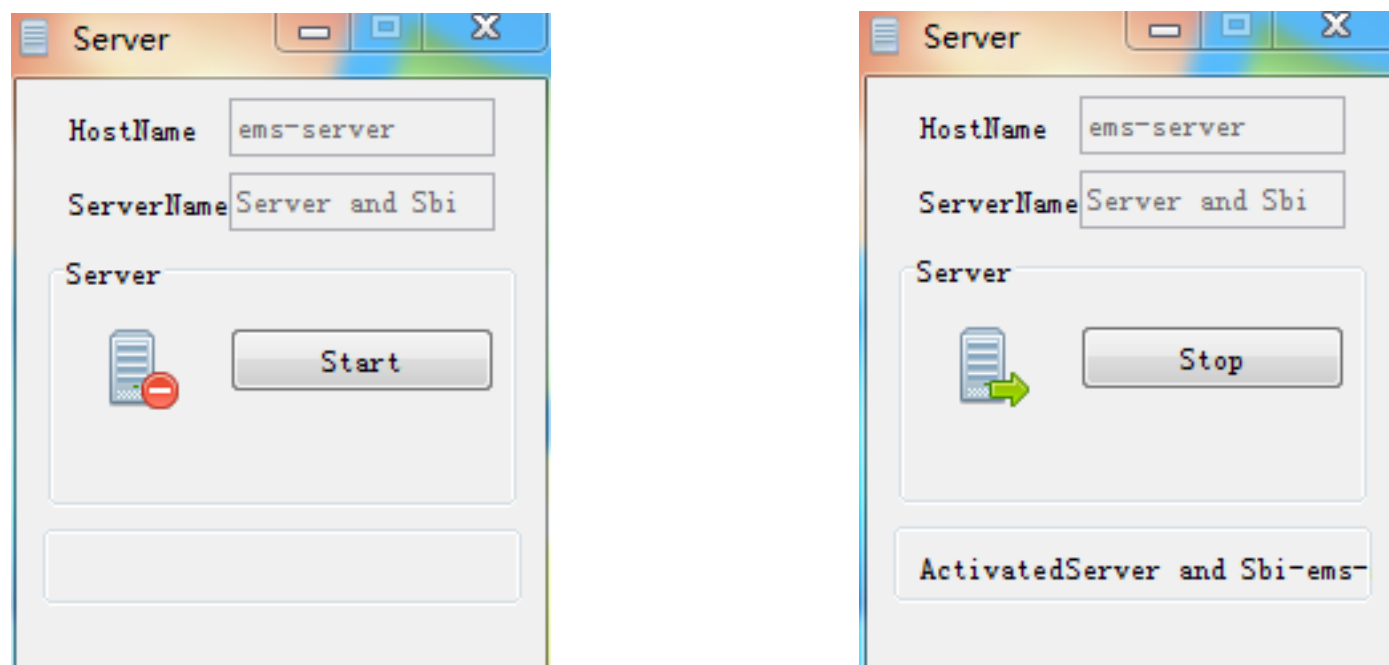 Server
HostName ems-server
ServerName Server and Sbi
Server
Start
Server
HostName ems-server
ServerName Server and Sbi
Server
Stop
ActivatedServer and Sbi-ems-